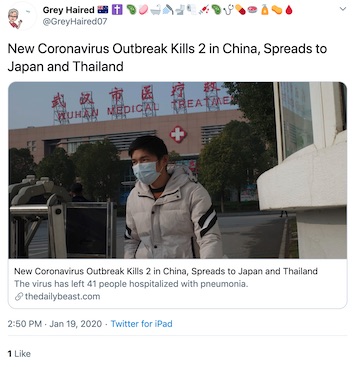 Grey Haired
@GreyHaired07
New Coronavirus Outbreak Kills 2 in China, Spreads to
Japan and Thailand
武汉市医疗救
WUHAN MEDICAL TREATME
New Coronavirus Outbreak Kills 2 in China, Spreads to Japan and Thailand
The virus has left 41 people hospitalized with pneumonia.
thedailybeast.com
2:50 PM · Jan 19, 2020 · Twitter for iPad
1 Like